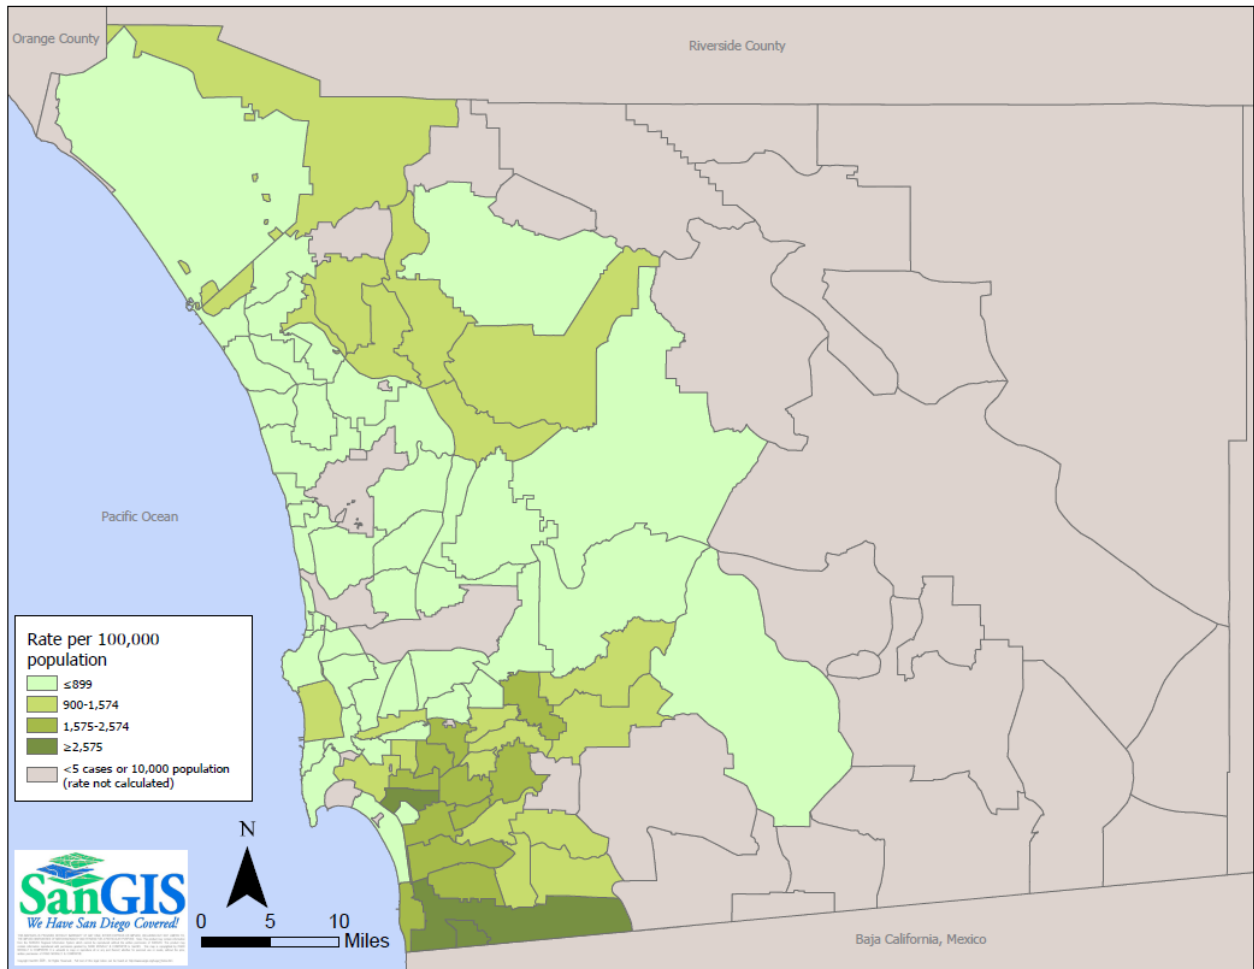 Orange County
Riverside County
Pacific Ocean
Rate per 100,000
population
≤899
900-1,574
1,575-2,574
≥2,575
<5 cases or 10,000 population
(rate not calculated)
N
0 5 10
Miles
SanGIS
We Have San Diego Covered!
Baja California, Mexico